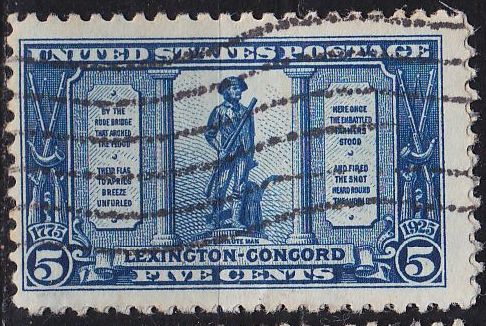 UNITED STATES POSTAGE
BY THE
RUDE BRIDGE
THAT ARCHED
THE FLOOD
THEIR FLAG
TO APRIL'S
BREEZE
UNFURLED
HERE ONCE
THE EMBATTLED
FARMERS
STOOD
AND FIRED
THE SHOT
HEARD ROUND
THE WORLD
1775
1925
MINUTE MAN
LEXINGTON-CONCORD
5 FIVE CENTS 5